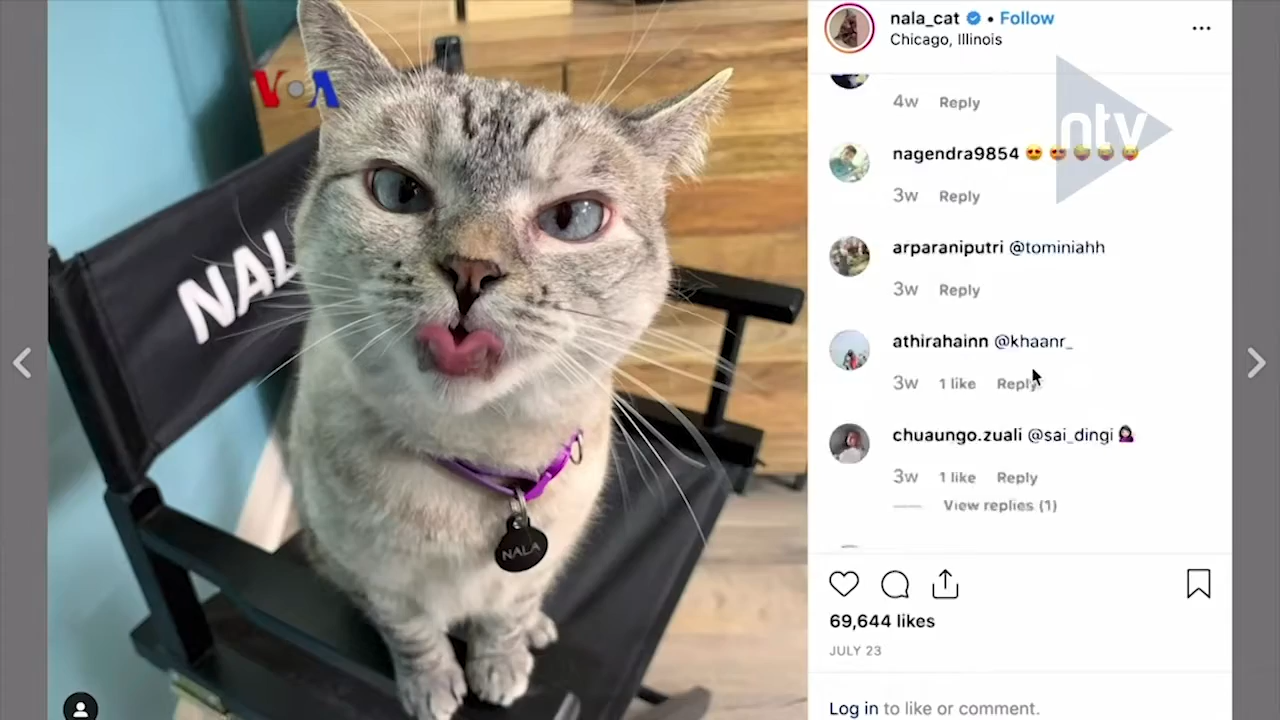 VOA
NAL
NALA
nala_cat • Follow
Chicago, Illinois
ntv
4w Reply
nagendra9854
3w Reply
arparaniputri @tominiahh
3w Reply
athirahainn @khaanr_
3w 1 like Reply
chuaungo.zuali @sai_dingi
3w 1 like Reply
View replies (1)
69,644 likes
JULY 23
Log in to like or comment.